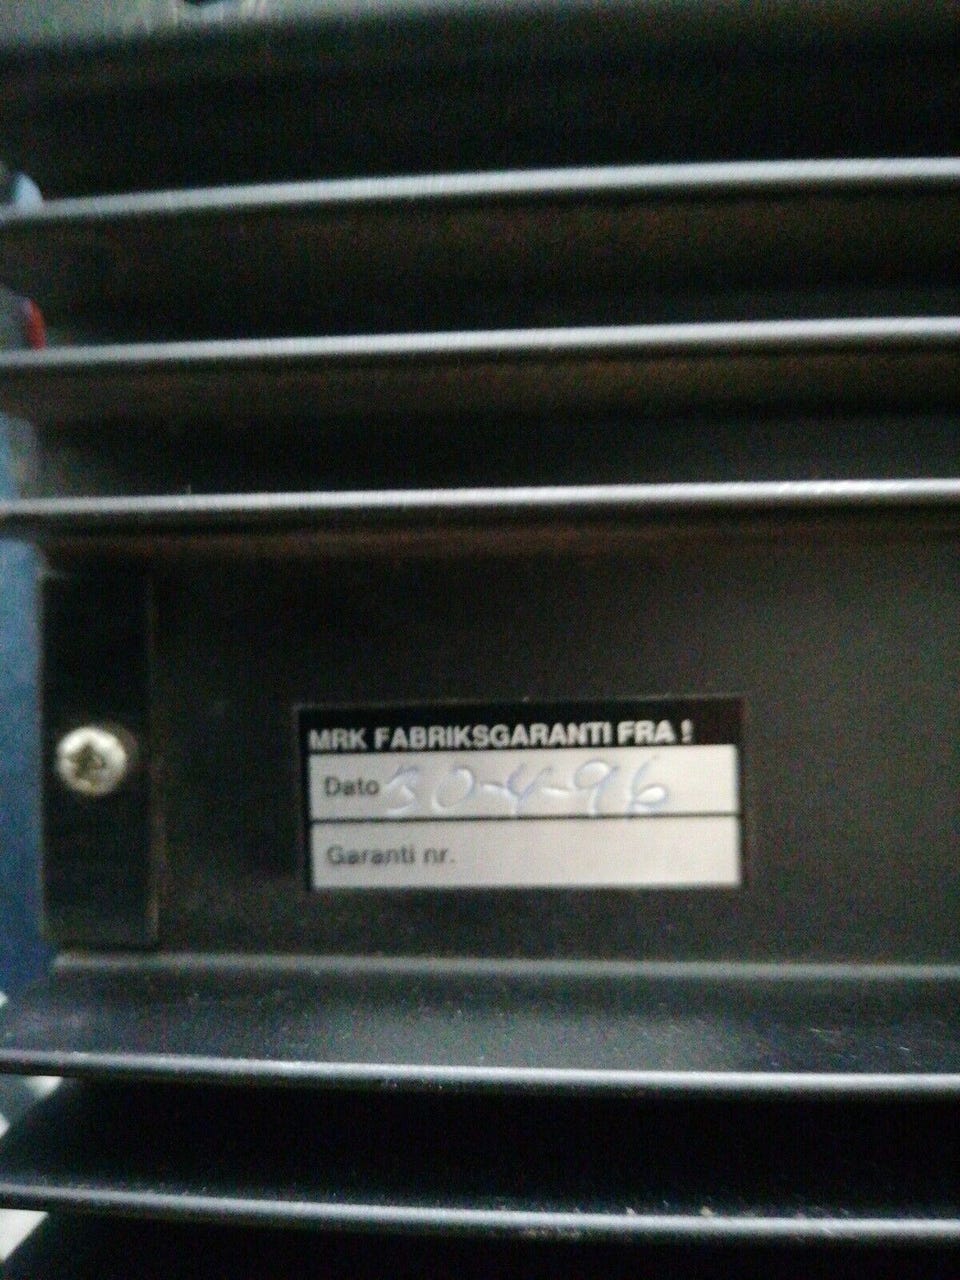 MRK FABRIKSGARANTI FRA !
Dato 30-4-96
Garanti nr.